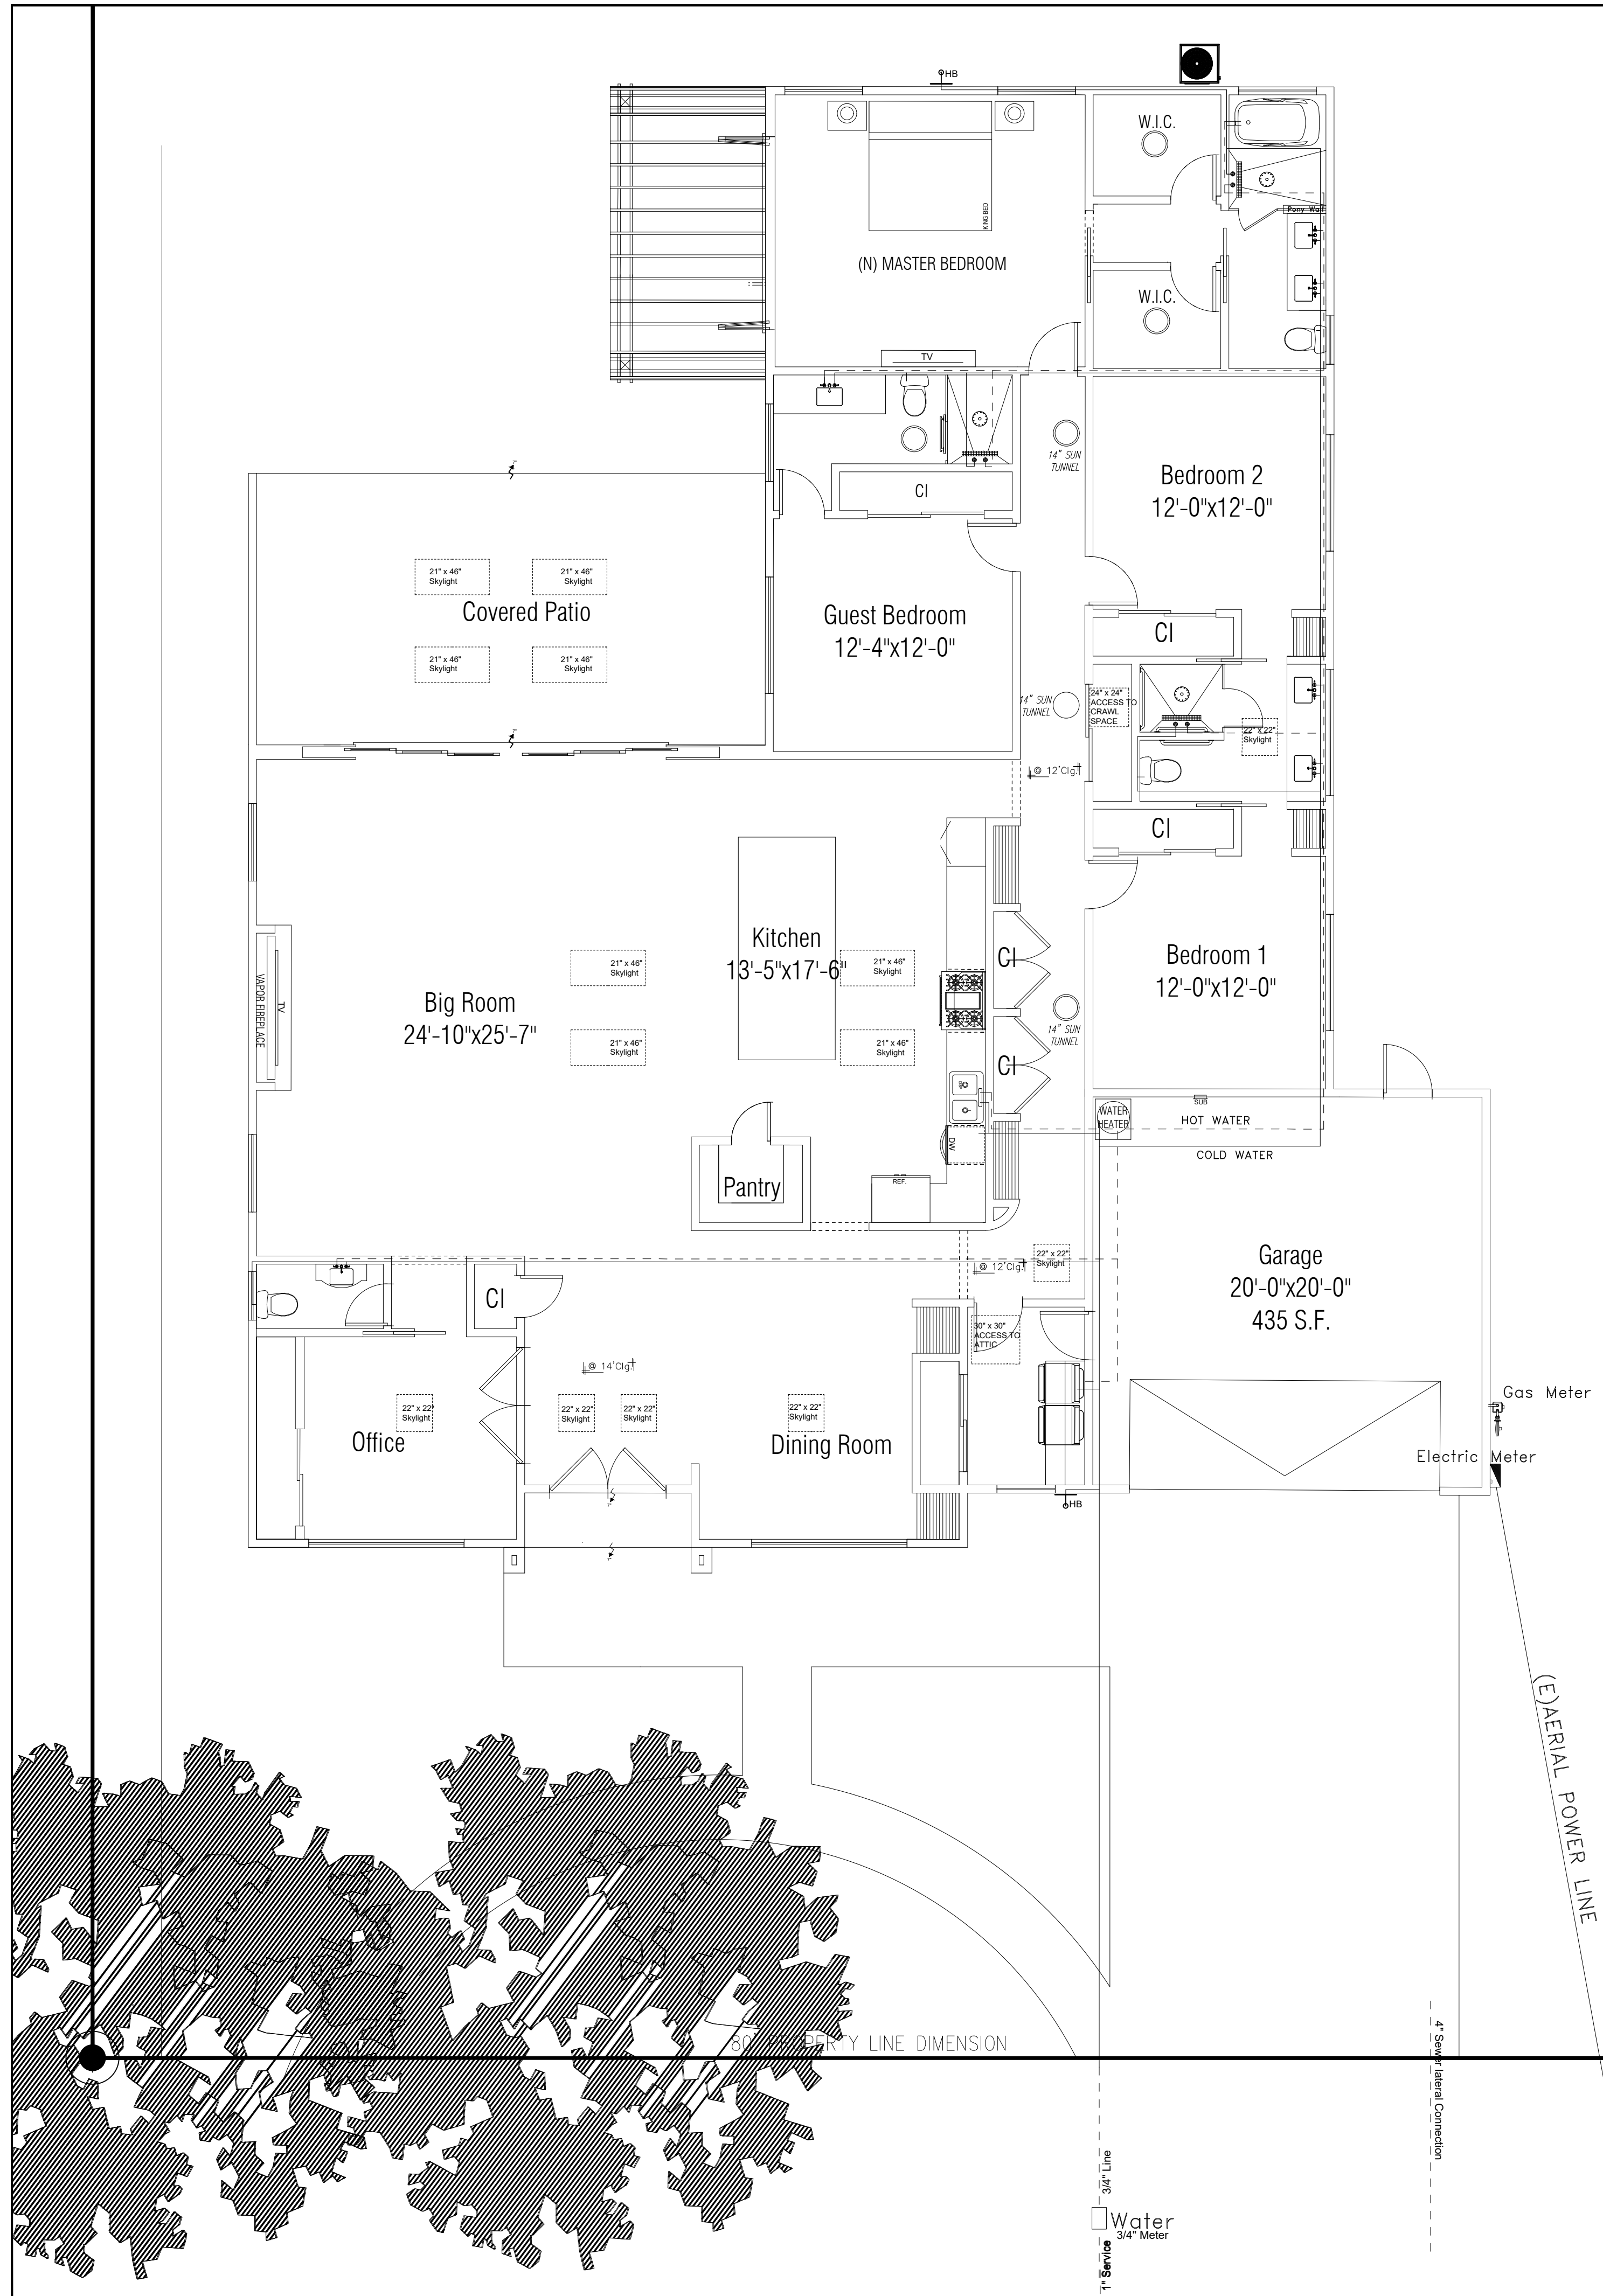 HB
W.I.C.
KING BED
Pony Wall
(N) MASTER BEDROOM
W.I.C.
TV
14" SUN
TUNNEL
Bedroom 2
12'-0"x12'-0"
CI
21" x 46"
Skylight
21" x 46"
Skylight
Covered Patio
21" x 46"
Skylight
21" x 46"
Skylight
Guest Bedroom
12'-4"x12'-0"
CI
14" SUN
TUNNEL
24" x 24"
ACCESS TO
CRAWL
SPACE
22" x 22"
Skylight
@ 12'Clg.
CI
Kitchen
13'-5"x17'-6"
21" x 46"
Skylight
21" x 46"
Skylight
CI
Bedroom 1
12'-0"x12'-0"
Big Room
24'-10"x25'-7"
VAPOR FIREPLACE
TV
21" x 46"
Skylight
21" x 46"
Skylight
14" SUN
TUNNEL
CI
SUB
WATER
HEATER
HOT WATER
COLD WATER
DW
Pantry
REF.
22" x 22"
Skylight
@ 12'Clg.
Garage
20'-0"x20'-0"
435 S.F.
CI
30" x 30"
ACCESS TO
ATTIC
@ 14'Clg.
22" x 22"
Skylight
Office
22" x 22"
Skylight
22" x 22"
Skylight
22" x 22"
Skylight
Dining Room
Gas Meter
Electric Meter
HB
(E)AERIAL POWER LINE
80' PROPERTY LINE DIMENSION
4" Sewer lateral Connection
3/4" Line
Water
3/4" Meter
1" Service